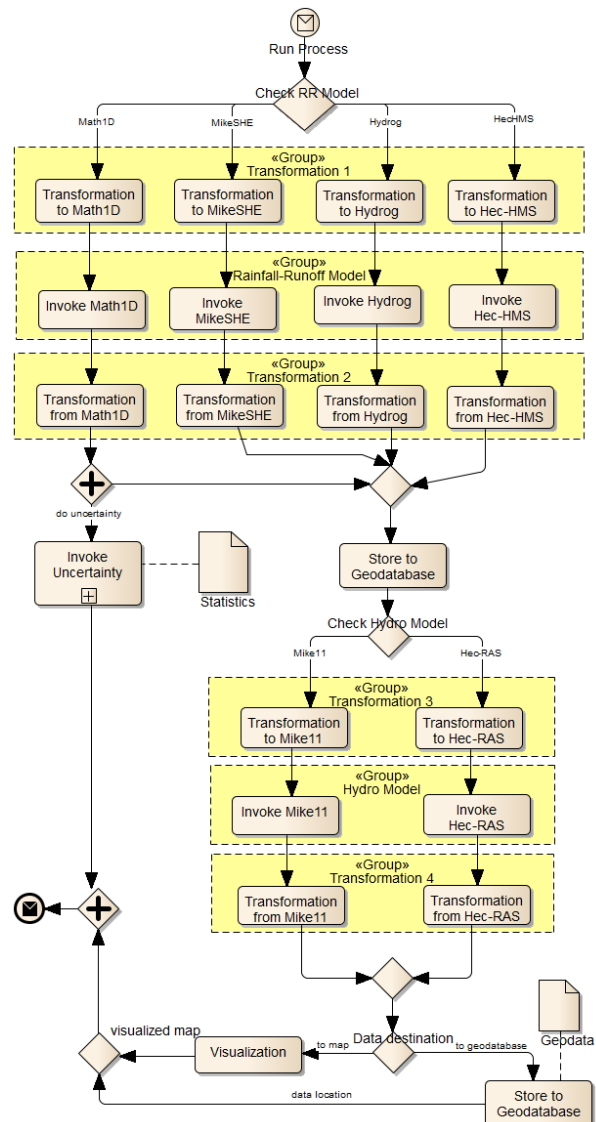 Run Process
Check RR Model
Math1D
MikeSHE
Hydrog
HecHMS
«Group»
Transformation 1
Transformation
to Math1D
Transformation
to MikeSHE
Transformation
to Hydrog
Transformation
to Hec-HMS
«Group»
Rainfall-Runoff Model
Invoke Math1D
Invoke
MikeSHE
Invoke Hydrog
Invoke
Hec-HMS
«Group»
Transformation 2
Transformation
from Math1D
Transformation
from MikeSHE
Transformation
from Hydrog
Transformation
from Hec-HMS
do uncertainty
Invoke
Uncertainty
Statistics
Store to
Geodatabase
Check Hydro Model
Mike11
Hec-RAS
«Group»
Transformation 3
Transformation
to Mike11
Transformation
to Hec-RAS
«Group»
Hydro Model
Invoke Mike11
Invoke
Hec-RAS
«Group»
Transformation 4
Transformation
from Mike11
Transformation
from Hec-RAS
Data destination
visualized map
Visualization
to map
to geodatabase
Geodata
data location
Store to
Geodatabase